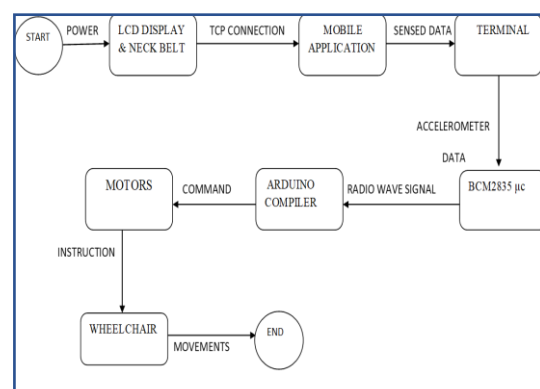 START
POWER
LCD DISPLAY
& NECK BELT
TCP CONNECTION
MOBILE
APPLICATION
SENSED DATA
TERMINAL
ACCELEROMETER
DATA
BCM2835 µc
RADIO WAVE SIGNAL
ARDUINO
COMPILER
COMMAND
MOTORS
INSTRUCTION
WHEELCHAIR
MOVEMENTS
END